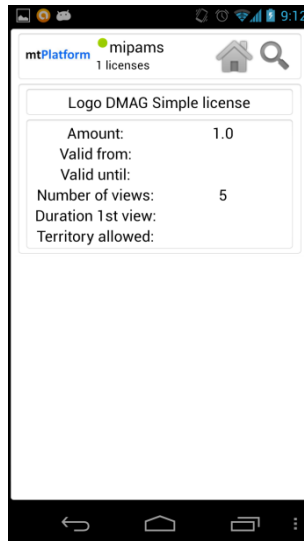 9:12
mtPlatform
mipams
1 licenses
Logo DMAG Simple license
Amount: 1.0
Valid from:
Valid until:
Number of views: 5
Duration 1st view:
Territory allowed: